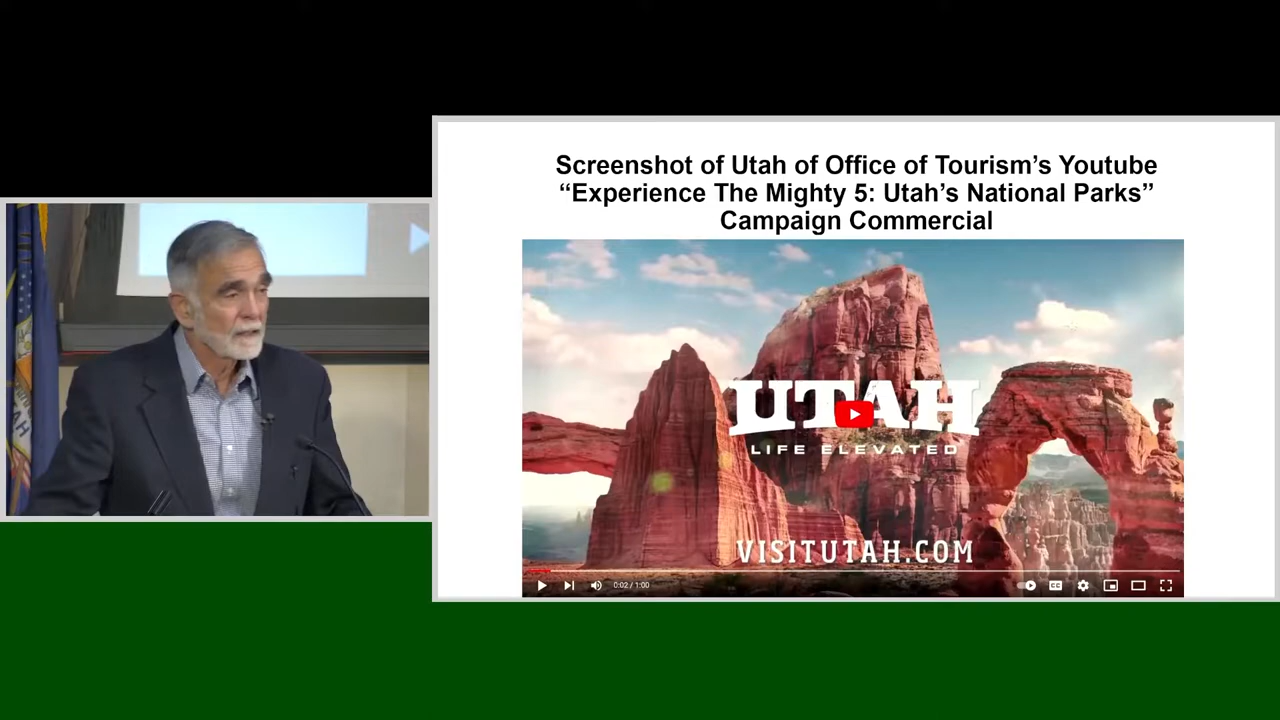 Screenshot of Utah of Office of Tourism’s Youtube
“Experience The Mighty 5: Utah’s National Parks”
Campaign Commercial
UTAH
LIFE ELEVATED
VISITUTAH.COM
0:02 / 1:00
CC